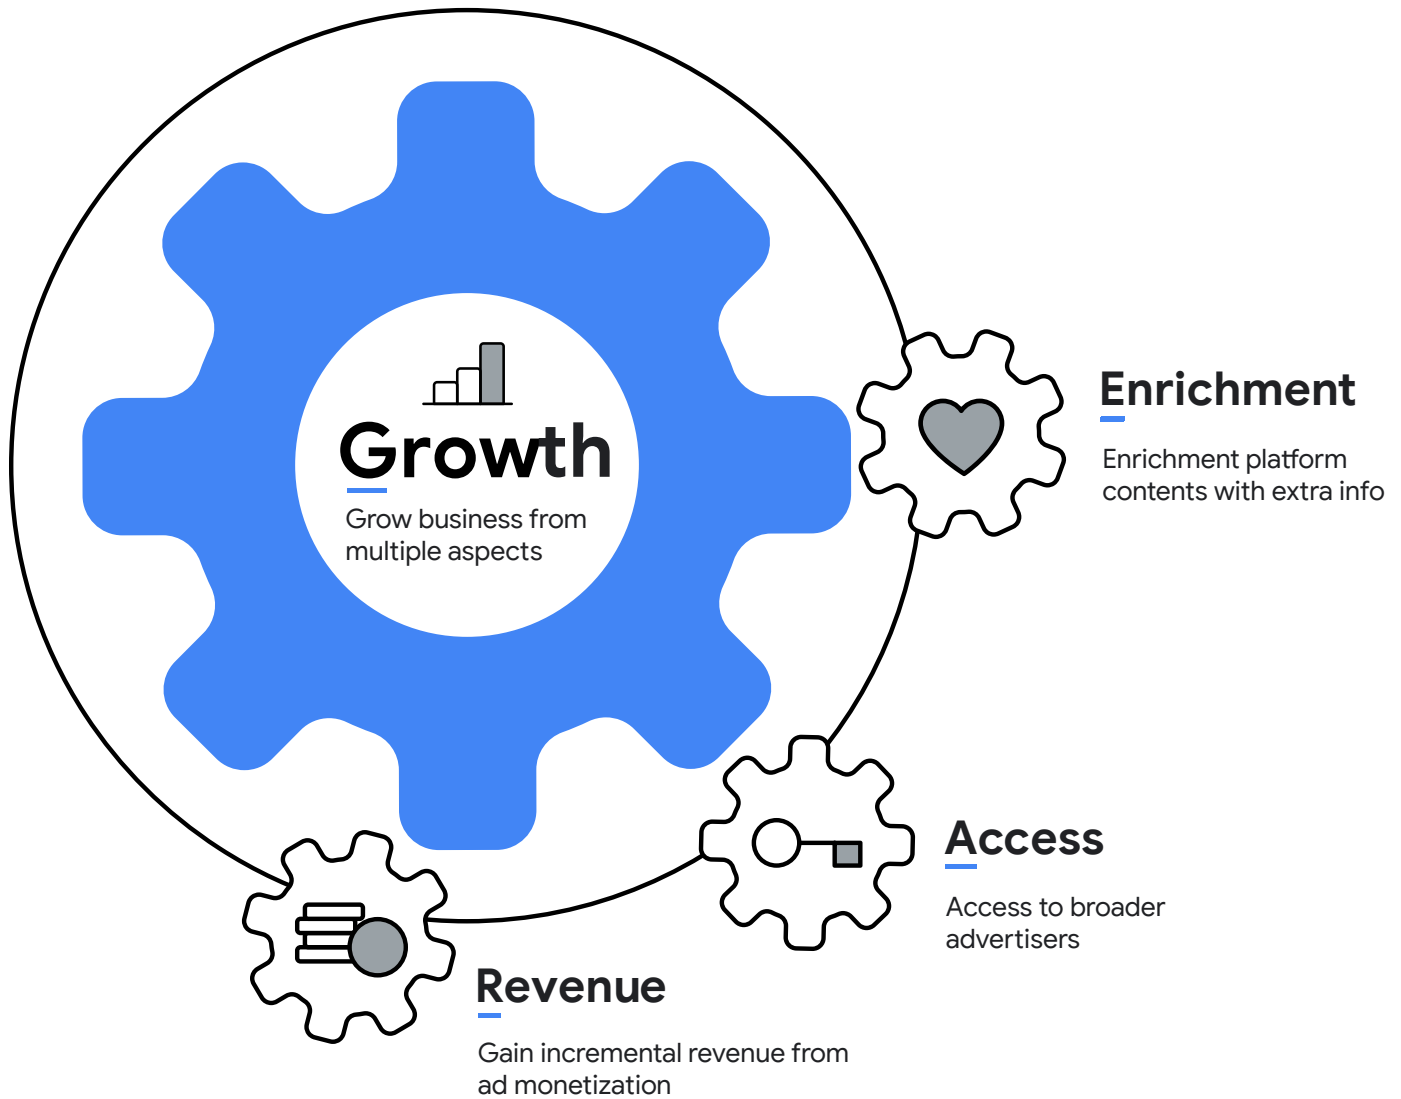 Growth
Grow business from
multiple aspects
Enrichment
Enrichment platform
contents with extra info
Access
Access to broader
advertisers
Revenue
Gain incremental revenue from
ad monetization